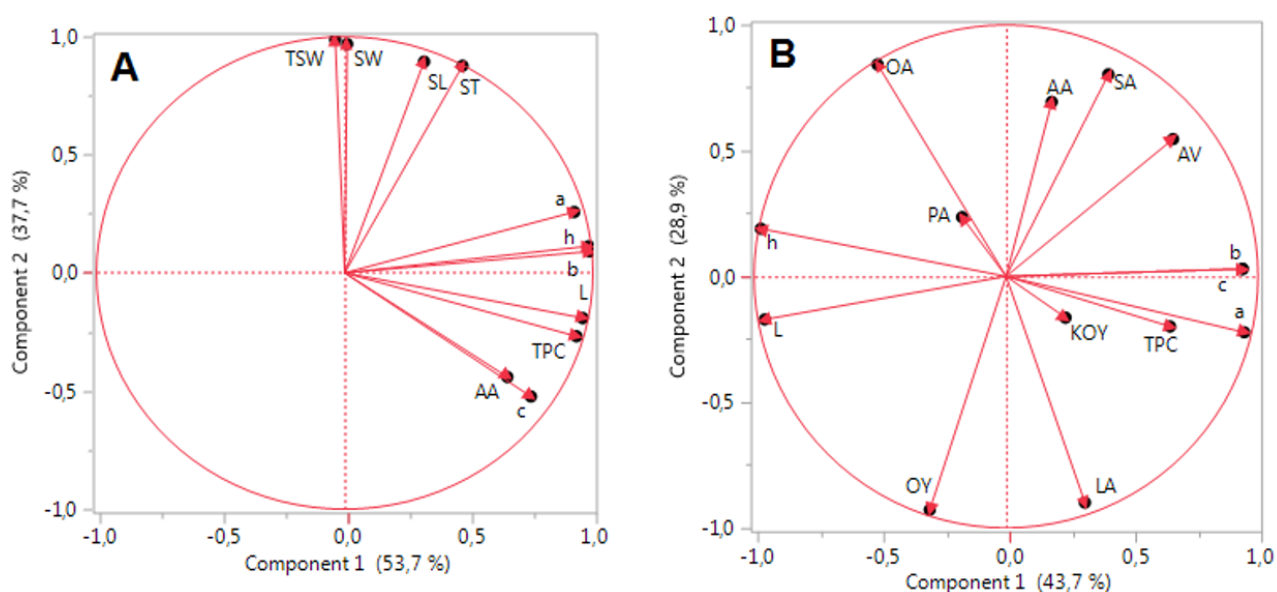 A
1,0
0,5
0,0
-0,5
-1,0
Component 2 (37,7 %)
TSW
SW
SL
ST
a
h
b
L
TPC
AA
c
-1,0
-0,5
0,0
0,5
1,0
Component 1 (53,7 %)
B
1,0
0,5
0,0
-0,5
-1,0
Component 2 (28,9 %)
OA
AA
SA
AV
PA
h
b
c
a
L
KOY
TPC
OY
LA
-1,0
-0,5
0,0
0,5
1,0
Component 1 (43,7 %)